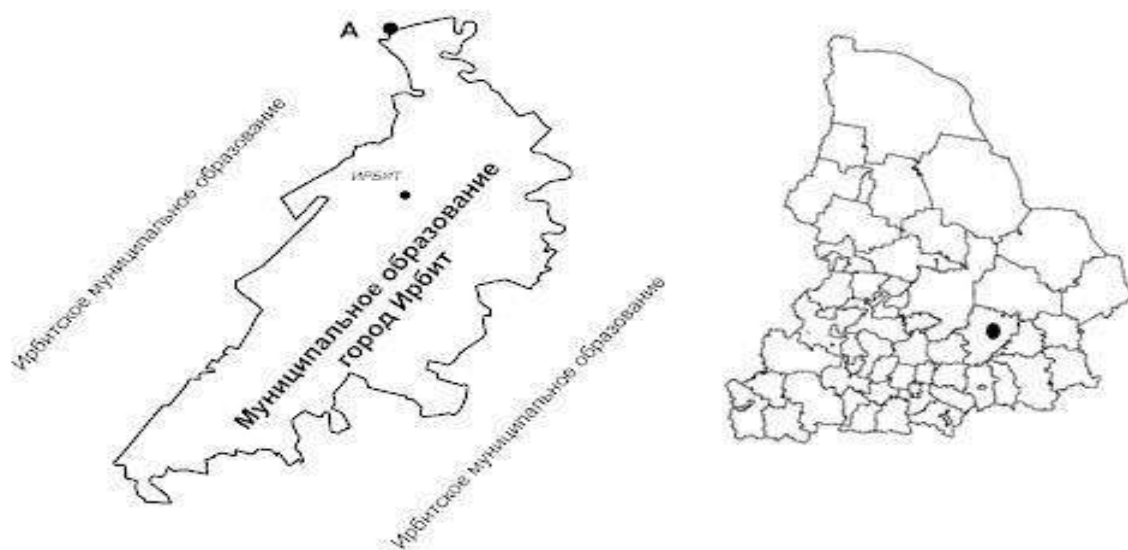 А
Ирбитское муниципальное образование
ИРБИТ
Муниципальное образование
город Ирбит
Ирбитское муниципальное образование